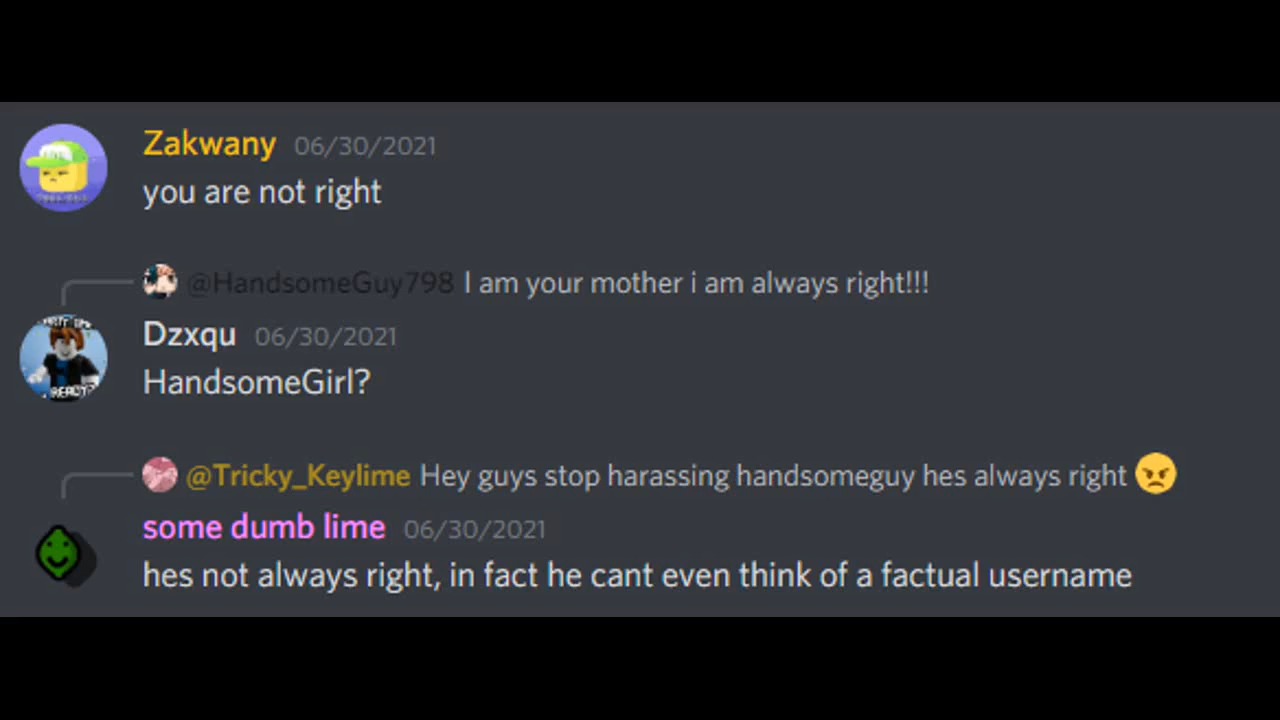 Zakwany 06/30/2021
you are not right
@HandsomeGuy798 I am your mother i am always right!!!
Dzxqu 06/30/2021
HandsomeGirl?
READY?
@Tricky_Keylime Hey guys stop harassing handsomeguy hes always right 😠
some dumb lime 06/30/2021
hes not always right, in fact he cant even think of a factual username